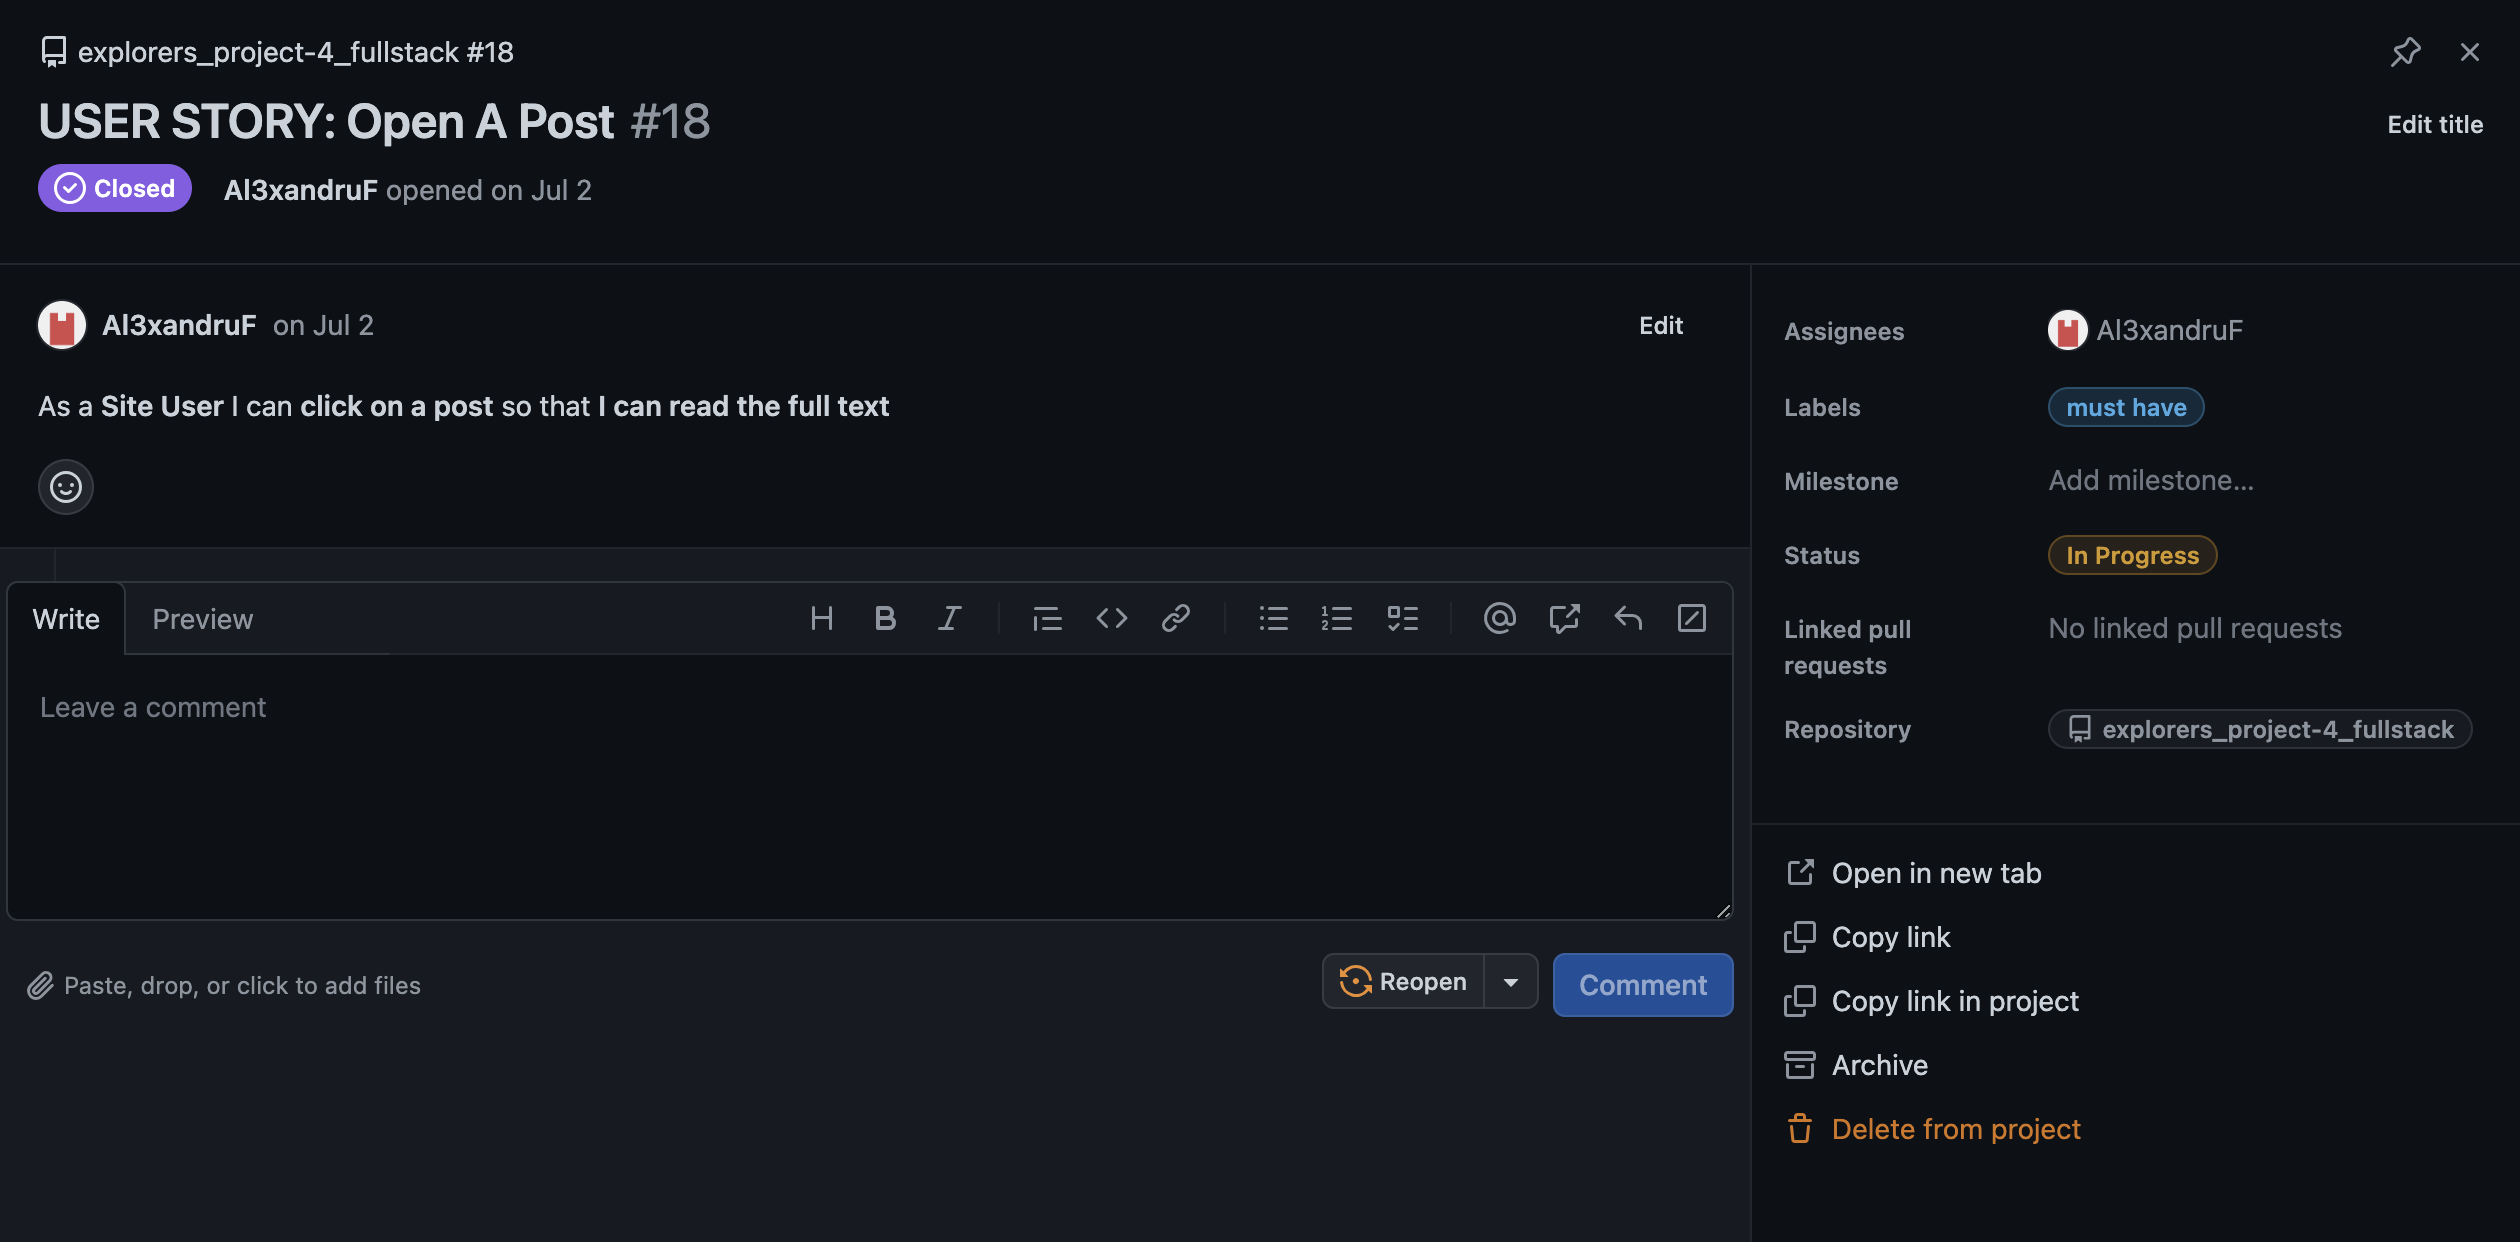 explorers_project-4_fullstack #18
USER STORY: Open A Post #18
Edit title
Closed
Al3xandruF opened on Jul 2
Al3xandruF on Jul 2
Edit
As a Site User I can click on a post so that I can read the full text
Write
Preview
Leave a comment
Paste, drop, or click to add files
Reopen
Comment
Assignees
Al3xandruF
Labels
must have
Milestone
Add milestone...
Status
In Progress
Linked pull
requests
No linked pull requests
Repository
explorers_project-4_fullstack
Open in new tab
Copy link
Copy link in project
Archive
Delete from project